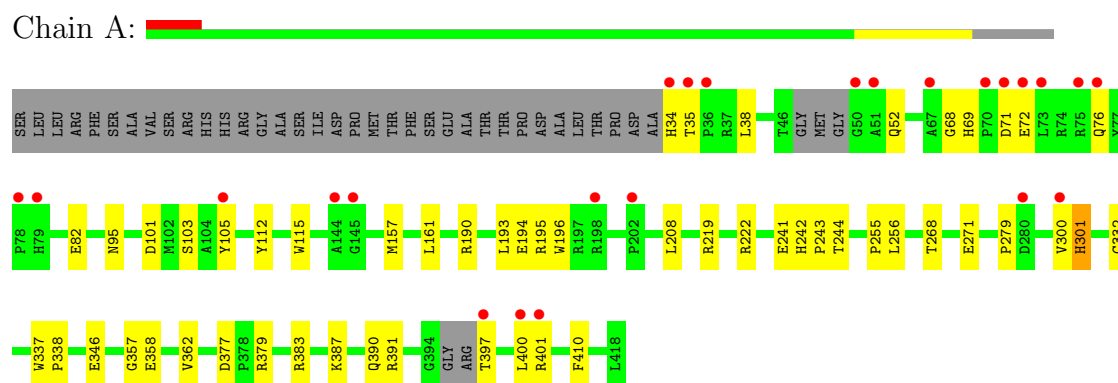 Chain A:
SER LEU LEU ARG PHE SER ALA VAL SER ARG HIS HIS ARG GLY ALA SER ILE ASP PRO MET THR PHE SER GLU ALA THR THR PRO ASP ALA LEU THR PRO ASP ALA H34 T35 P36 R37 L38 T46 GLY MET GLY G50 A51 Q52 A67 G68 H69 P70 D71 E72 L73 R74 R75 Q76 Y77
P78 H79 E82 N95 D101 M102 S103 A104 Y105 Y112 W115 A144 G145 M157 L161 R190 L193 E194 R195 W196 R197 R198 P202 L208 R219 R222 E241 H242 P243 T244 P255 L256 T268 E271 P279 D280 V300 H301
W337 P338 E346 G357 E358 V362 D377 P378 R379 R383 K387 Q390 R391 G394 GLY ARG T397 L400 R401 F410 L418